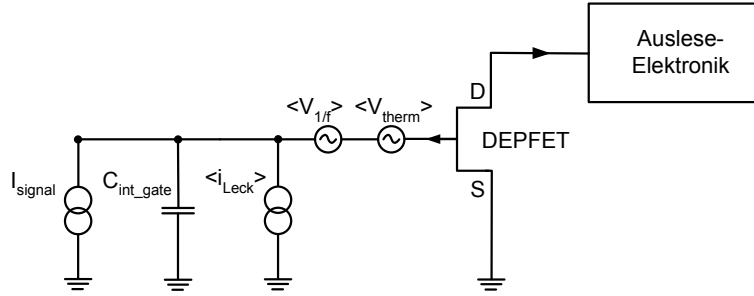 Auslese-
Elektronik
D
<V1/f>
<Vtherm>
DEPFET
S
Isignal
Cint_gate
<iLeck>